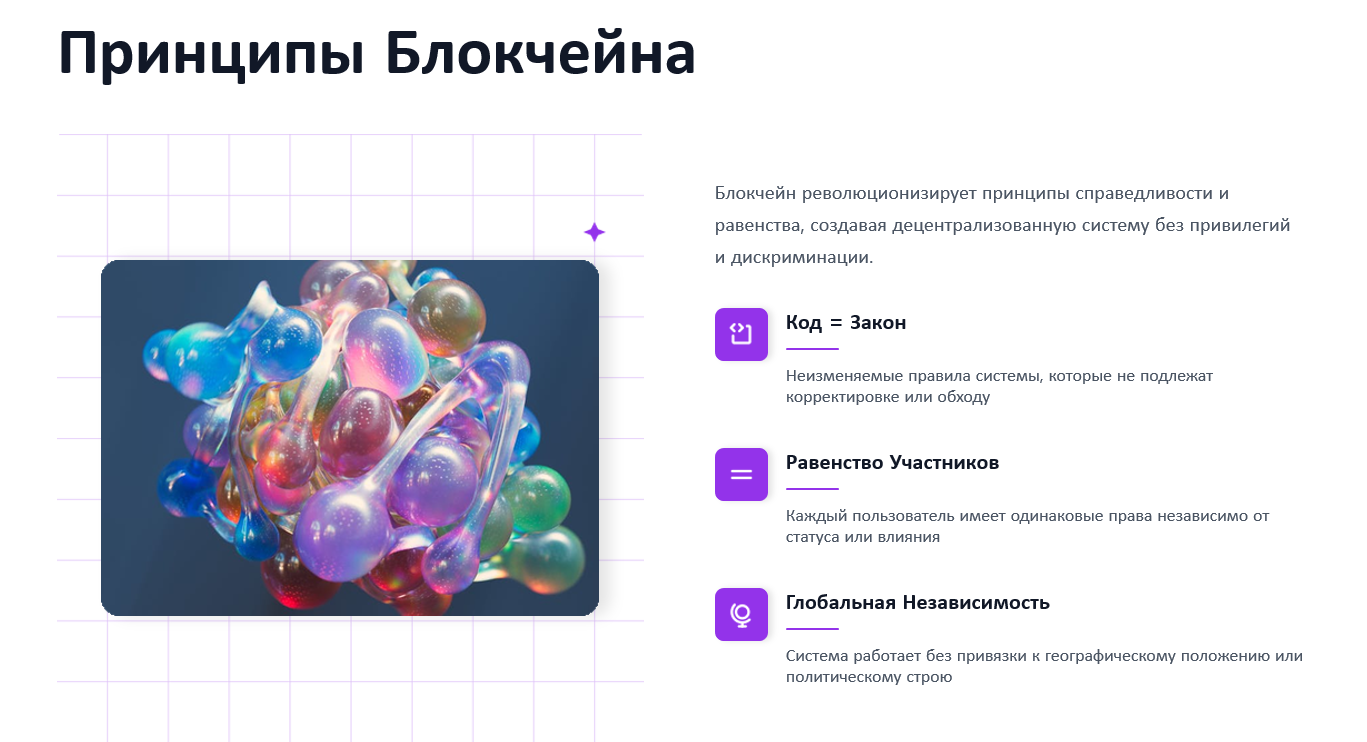 Принципы Блокчейна
Блокчейн революционизирует принципы справедливости и
равенства, создавая децентрализованную систему без привилегий
и дискриминации.
Код = Закон
Неизменяемые правила системы, которые не подлежат
корректировке или обходу
Равенство Участников
Каждый пользователь имеет одинаковые права независимо от
статуса или влияния
Глобальная Независимость
Система работает без привязки к географическому положению или
политическому строю